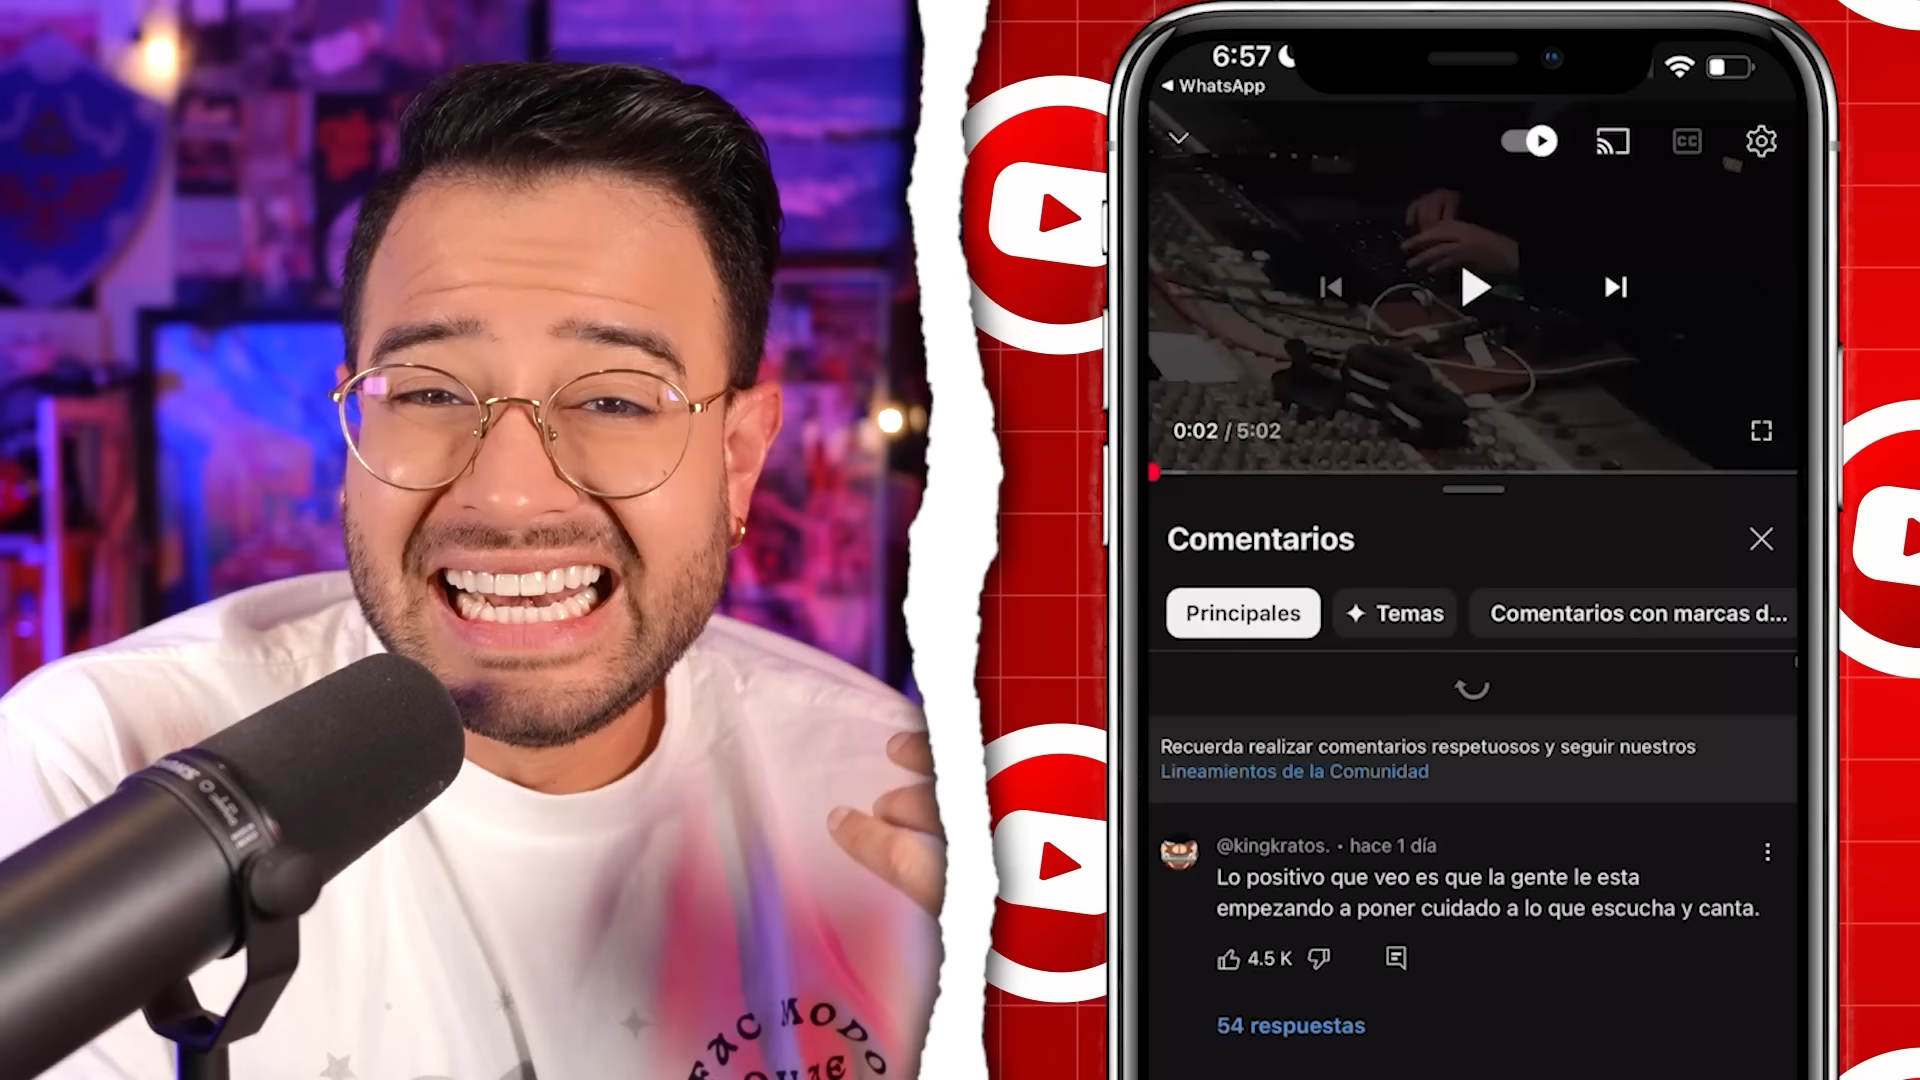 6:57
WhatsApp
CC
0:02 / 5:02
Comentarios
Principales
Temas
Comentarios con marcas d...
Recuerda realizar comentarios respetuosos y seguir nuestros
Lineamientos de la Comunidad
@kingkratos. • hace 1 día
Lo positivo que veo es que la gente le esta
empezando a poner cuidado a lo que escucha y canta.
4.5 K
54 respuestas
MODO